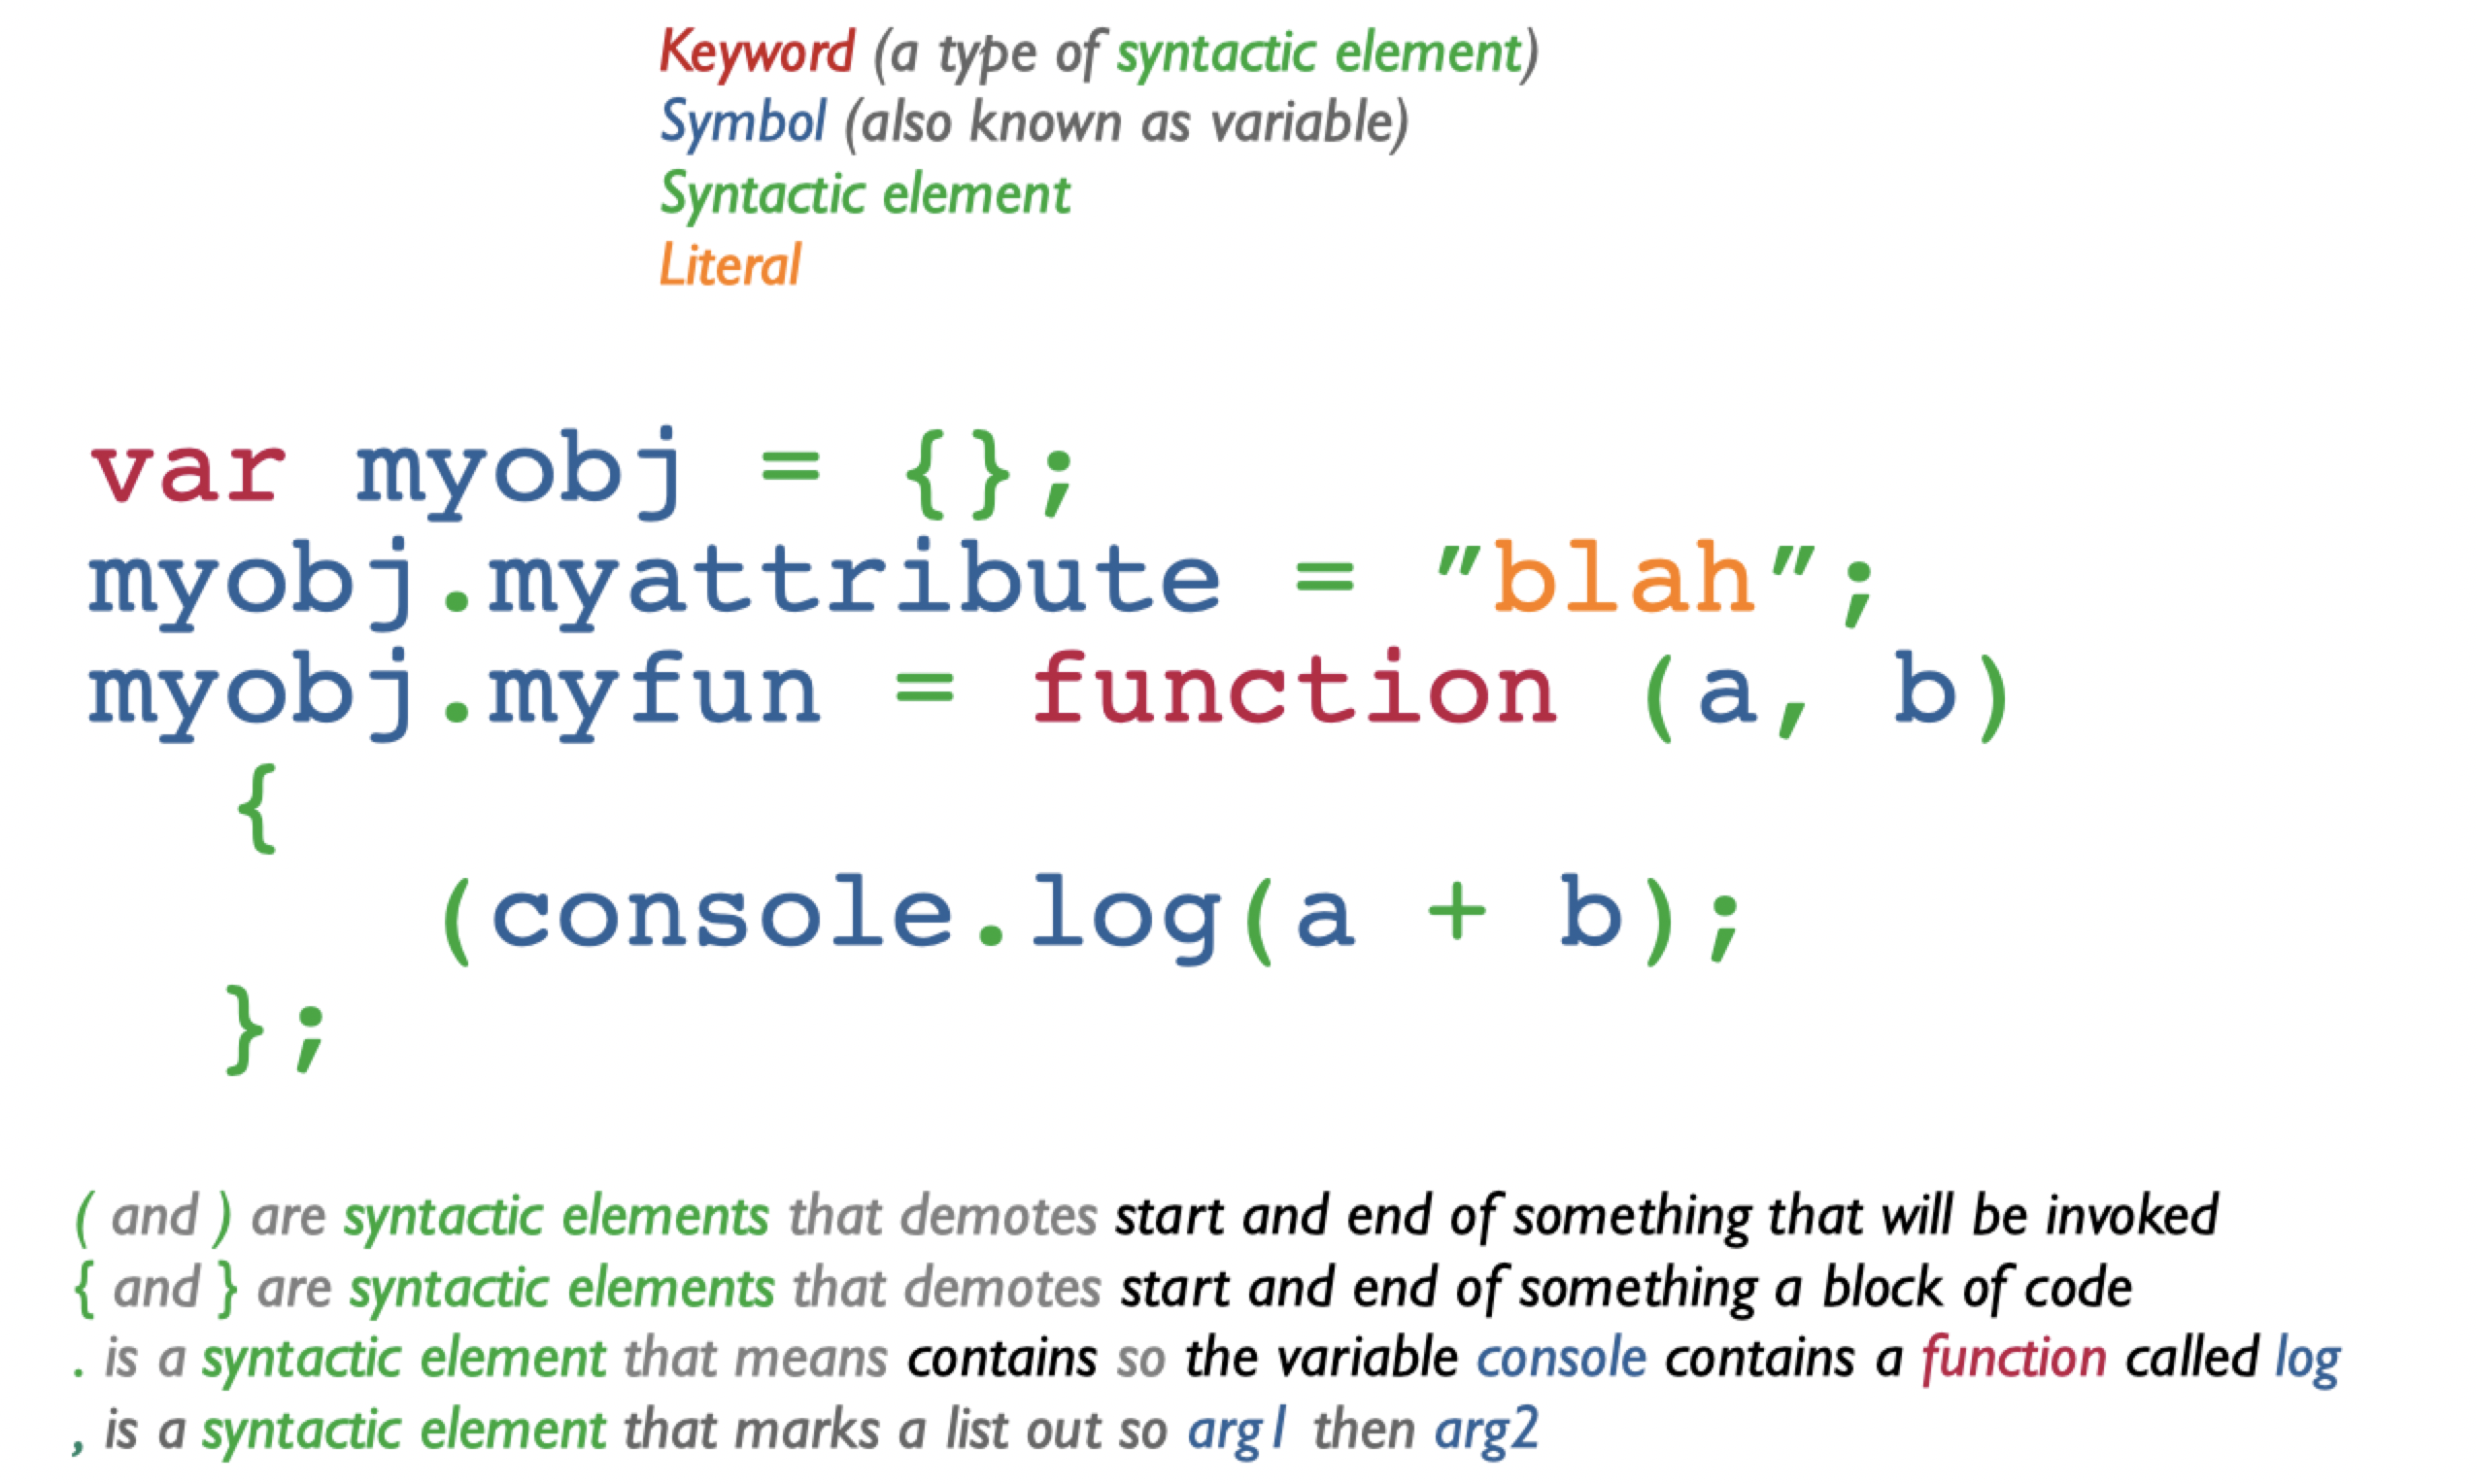 Keyword (a type of syntactic element)
Symbol (also known as variable)
Syntactic element
Literal
var myobj = {};
myobj.myattribute = "blah";
myobj.myfun = function (a, b)
{
(console.log(a + b);
};
( and ) are syntactic elements that demotes start and end of something that will be invoked
{ and } are syntactic elements that demotes start and end of something a block of code
. is a syntactic element that means contains so the variable console contains a function called log
, is a syntactic element that marks a list out so arg1 then arg2